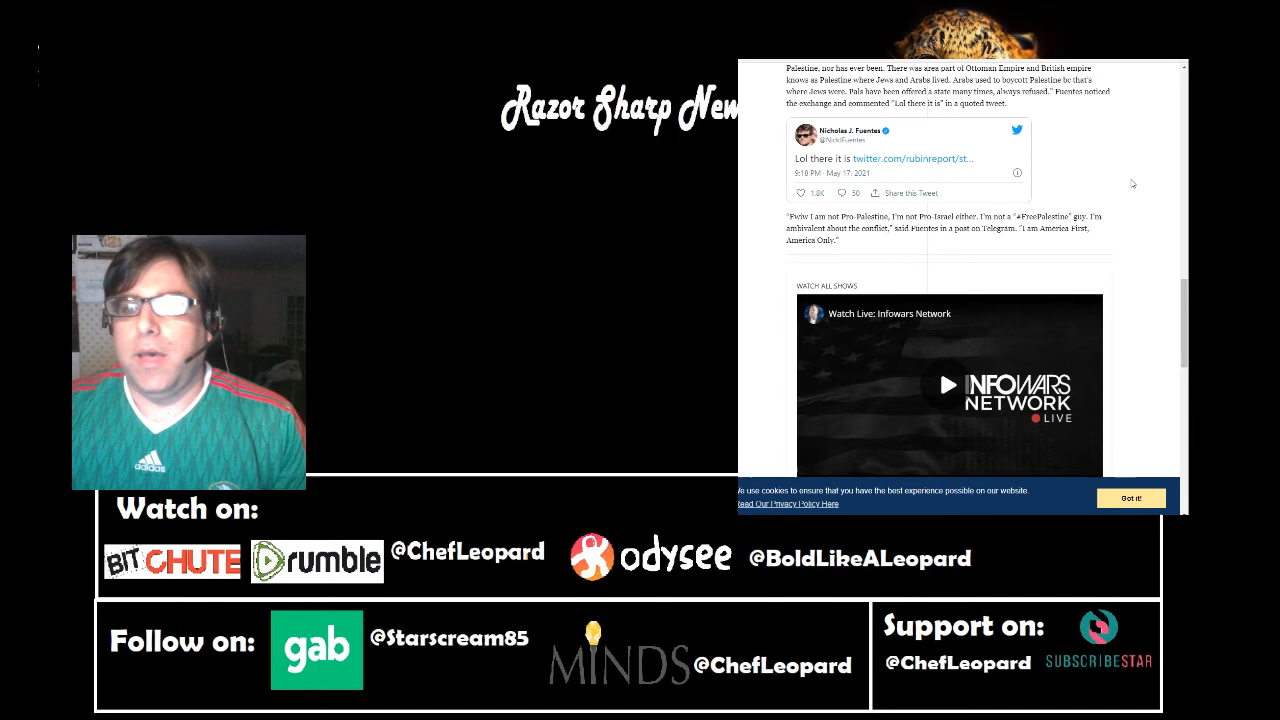 Razor Sharp New
Palestine, nor has ever been. There was area part of Ottoman Empire and British empire
knows as Palestine where Jews and Arabs lived. Arabs used to boycott Palestine bc that's
where Jews were. Pals have been offered a state many times, always refused." Fuentes noticed
the exchange and commented "Lol there it is" in a quoted tweet.
Nicholas J. Fuentes
@NickJFuentes
Lol there it is twitter.com/rubinreport/st...
9:18 PM · May 17, 2021
1.8K 50 Share this Tweet
"Fwiw I am not Pro-Palestine, I'm not Pro-Israel either. I'm not a "#FreePalestine" guy. I'm
ambivalent about the conflict," said Fuentes in a post on Telegram. "I am America First,
America Only."
WATCH ALL SHOWS
Watch Live: Infowars Network
INFOWARS
NETWORK
LIVE
We use cookies to ensure that you have the best experience possible on our website.
Read Our Privacy Policy Here
Got it!
adidas
Watch on:
BIT CHUTE
rumble
@ChefLeopard
odysee
@BoldLikeALeopard
Follow on:
gab
@Starscream85
MINDS
@ChefLeopard
Support on:
@ChefLeopard
SUBSCRIBESTAR